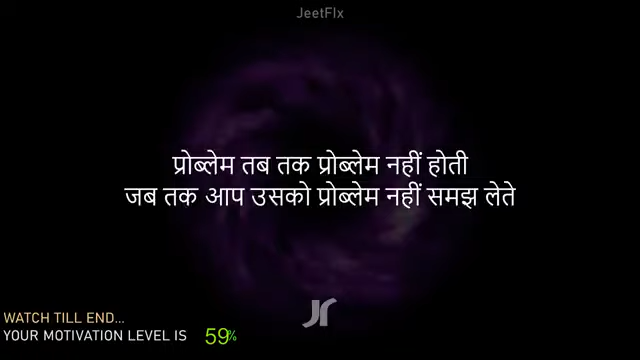 JeetFlx
प्रोब्लेम तब तक प्रोब्लेम नहीं होती
जब तक आप उसको प्रोब्लेम नहीं समझ लेते
WATCH TILL END...
YOUR MOTIVATION LEVEL IS 59%